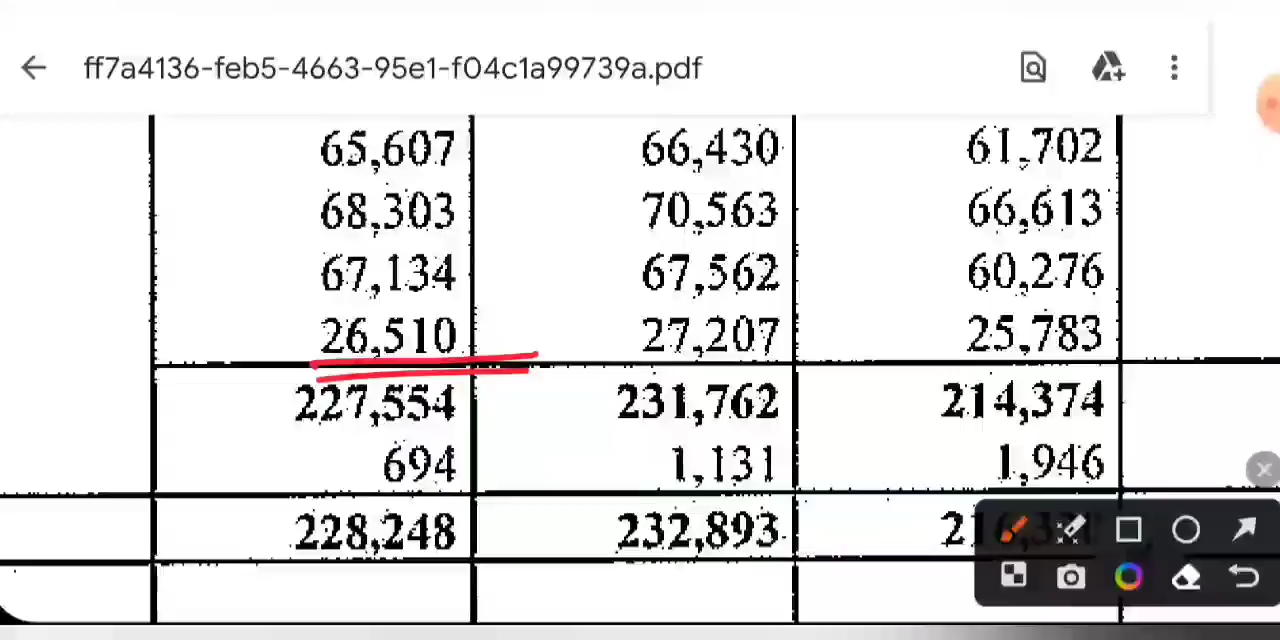 ff7a4136-feb5-4663-95e1-f04c1a99739a.pdf
65,607 66,430 61,702
68,303 70,563 66,613
67,134 67,562 60,276
26,510 27,207 25,783
227,554 231,762 214,374
694 1,131 1,946
228,248 232,893